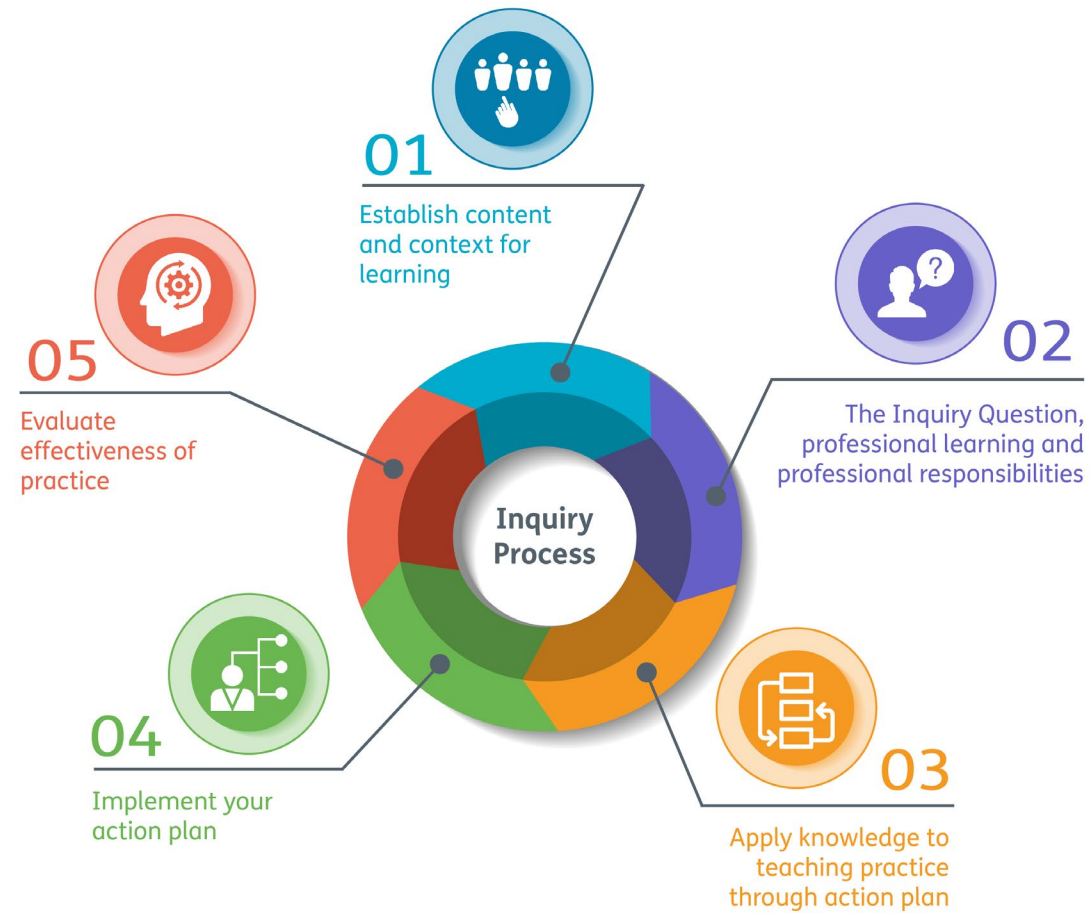 01
Establish content
and context for
learning
02
The Inquiry Question,
professional learning and
professional responsibilities
03
Apply knowledge to
teaching practice
through action plan
04
Implement your
action plan
05
Evaluate
effectiveness of
practice
Inquiry
Process
?